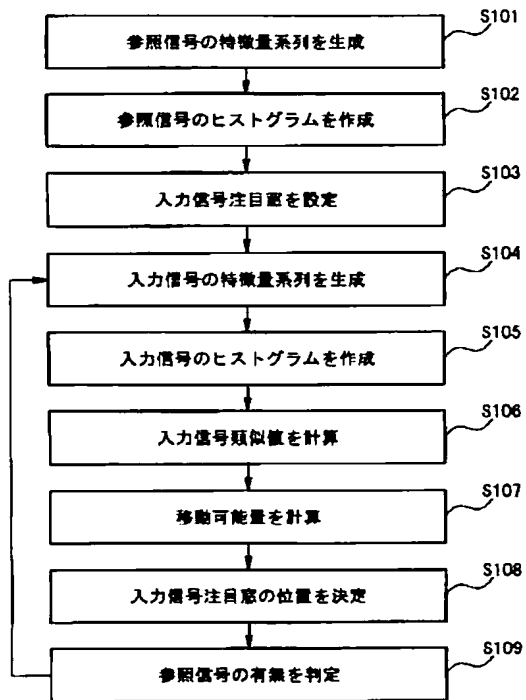 S101
参照信号の特徴量系列を生成
S102
参照信号のヒストグラムを作成
S103
入力信号注目窓を設定
S104
入力信号の特徴量系列を生成
S105
入力信号のヒストグラムを作成
S106
入力信号類似値を計算
S107
移動可能量を計算
S108
入力信号注目窓の位置を決定
S109
参照信号の有無を判定